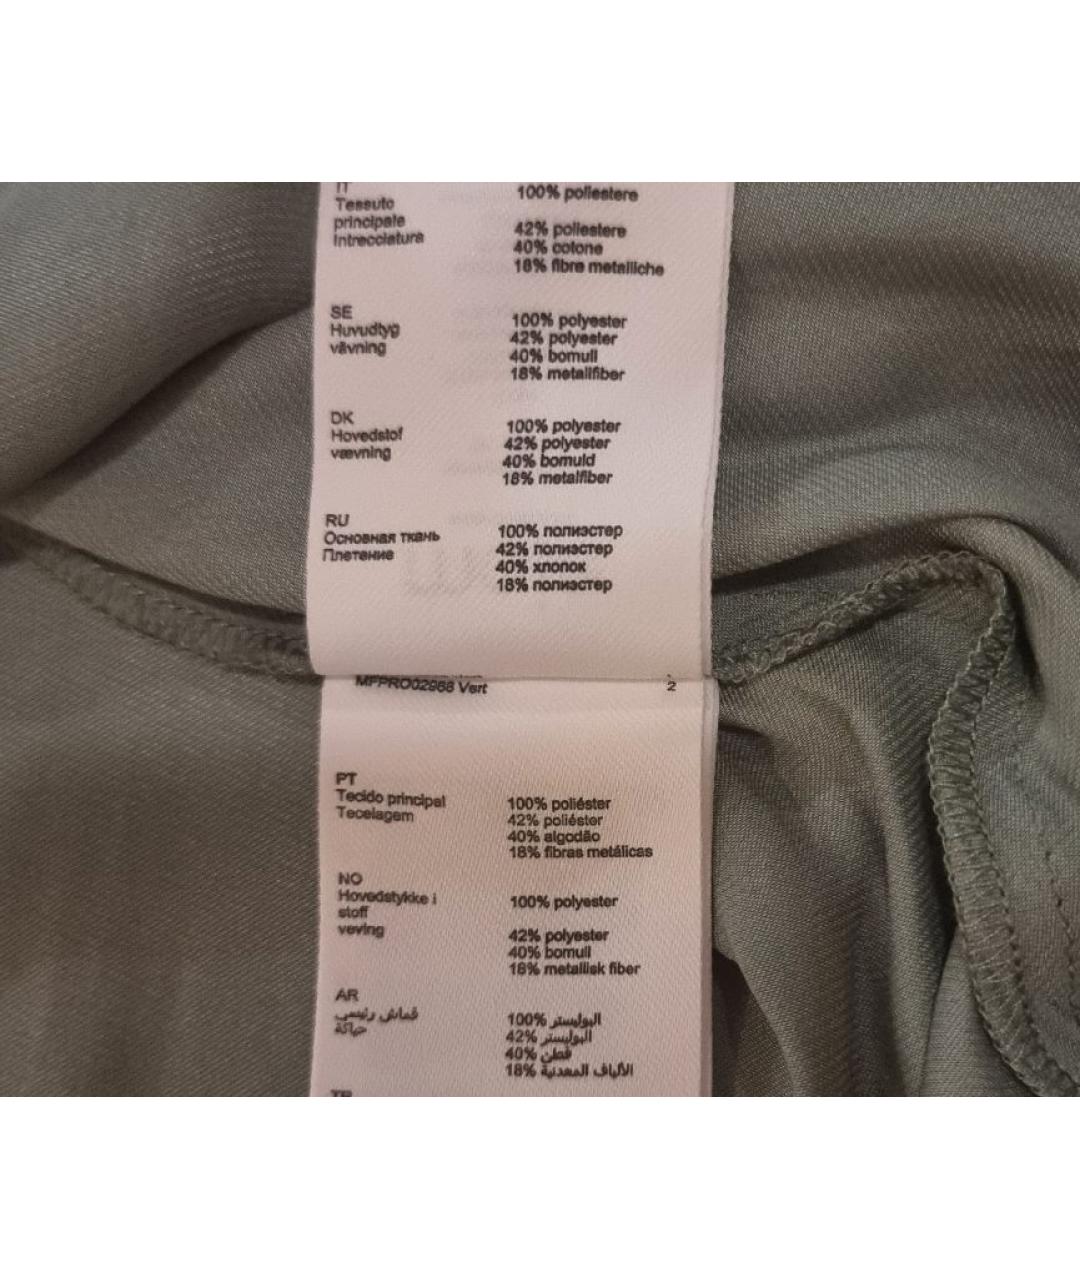 IT
Tessuto 100% poliestere
principale
Intrecciatura 42% poliestere
40% cotone
18% fibre metalliche
SE
Huvudtyg 100% polyester
vävning 42% polyester
40% bomull
18% metallfiber
DK
Hovedstof 100% polyester
vævning 42% polyester
40% bomuld
18% metalfiber
RU
Основная ткань 100% полиэстер
Плетение 42% полиэстер
40% хлопок
18% полиэстер
MFPRO02968 Vert 2
PT
Tecido principal 100% poliéster
Tecelagem 42% poliéster
40% algodão
18% fibras metálicas
NO
Hovedstykke i 100% polyester
stoff
veving 42% polyester
40% bomull
18% metallisk fiber
AR
قماش رئيسي 100% البوليستر
حياكة 42% البوليستر
40% قطن
18% الألياف المعدنية
TR